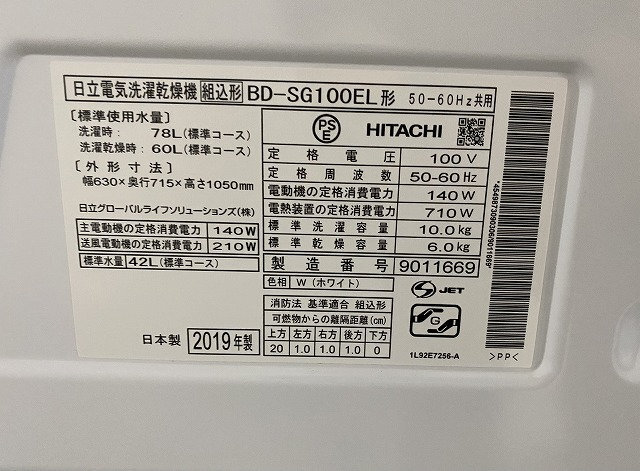 日立電気洗濯乾燥機 組込形 BD-SG100EL形 50-60Hz共用
〔標準使用水量〕
洗濯時： 78L(標準コース)
洗濯乾燥時： 60L(標準コース)
〔外形寸法〕
幅630×奥行715×高さ1050mm
日立グローバルライフソリューションズ(株)
主電動機の定格消費電力 140W
送風電動機の定格消費電力 210W
標準水量 42L(標準コース)
日本製 2019年製
PSE HITACHI
定格電圧 100V
定格周波数 50-60Hz
電動機の定格消費電力 140W
電熱装置の定格消費電力 710W
標準洗濯容量 10.0kg
標準乾燥容量 6.0kg
製造番号 9011669
色相 W(ホワイト)
消防法 基準適合 組込形
可燃物からの離隔距離(cm)
上方 左方 右方 後方 下方
20 1.0 1.0 1.0 0
S JET
G
1L92E7256-A
>PP<